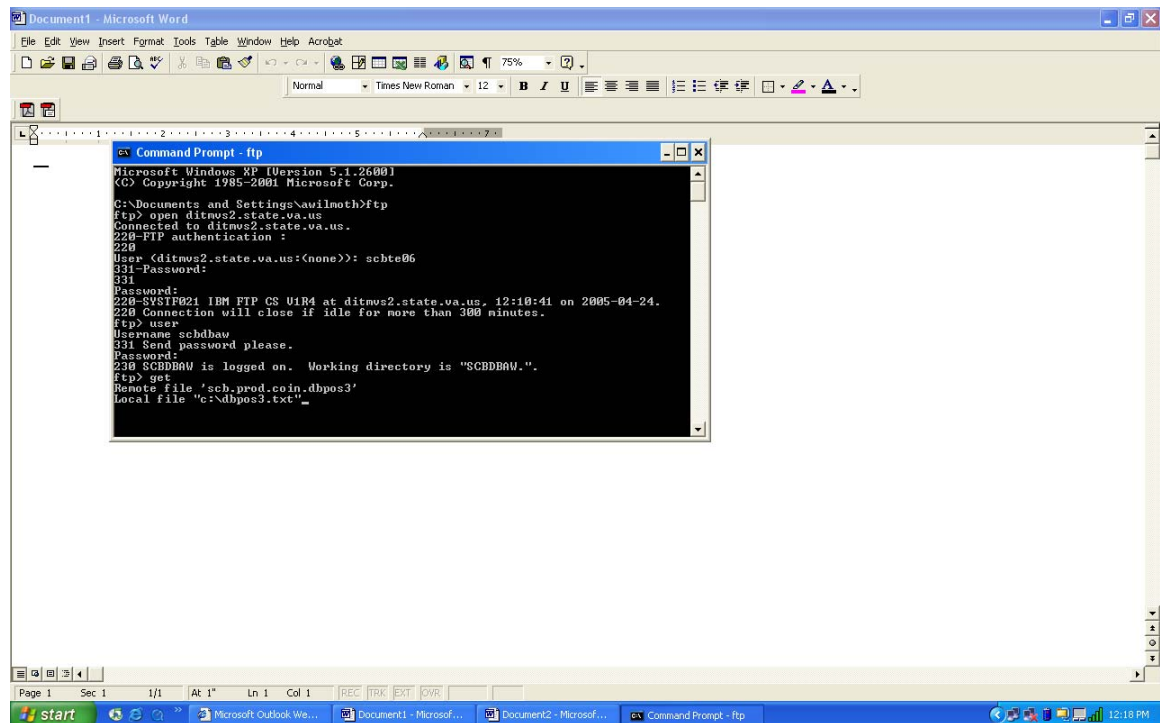 Document1 - Microsoft Word
File Edit View Insert Format Tools Table Window Help Acrobat
75%
Normal Times New Roman 12 B I U
1 2 3 4 5 7
Command Prompt - ftp
Microsoft Windows XP [Version 5.1.2600]
(C) Copyright 1985-2001 Microsoft Corp.
C:\Documents and Settings\awilmoth>ftp
ftp> open ditmvs2.state.va.us
Connected to ditmvs2.state.va.us.
220-FTP authentication :
220
User (ditmvs2.state.va.us:(none)): scbte06
331-Password:
331
Password:
220-SYSTF021 IBM FTP CS V1R4 at ditmvs2.state.va.us, 12:10:41 on 2005-04-24.
220 Connection will close if idle for more than 300 minutes.
ftp> user
Username scbdbaw
331 Send password please.
Password:
230 SCBDBAW is logged on. Working directory is "SCBDBAW.".
ftp> get
Remote file 'scb.prod.coin.dbpos3'
Local file "c:\dbpos3.txt"_
Page 1 Sec 1 1/1 At 1" Ln 1 Col 1 REC TRK EXT OVR
start Microsoft Outlook We... Document1 - Microsof... Document2 - Microsof... Command Prompt - ftp 12:18 PM